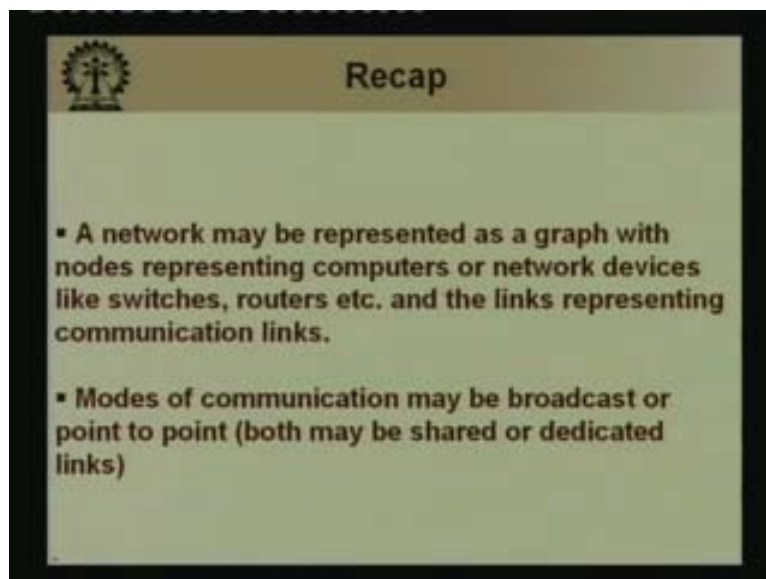 Recap
▪ A network may be represented as a graph with
nodes representing computers or network devices
like switches, routers etc. and the links representing
communication links.
▪ Modes of communication may be broadcast or
point to point (both may be shared or dedicated
links)